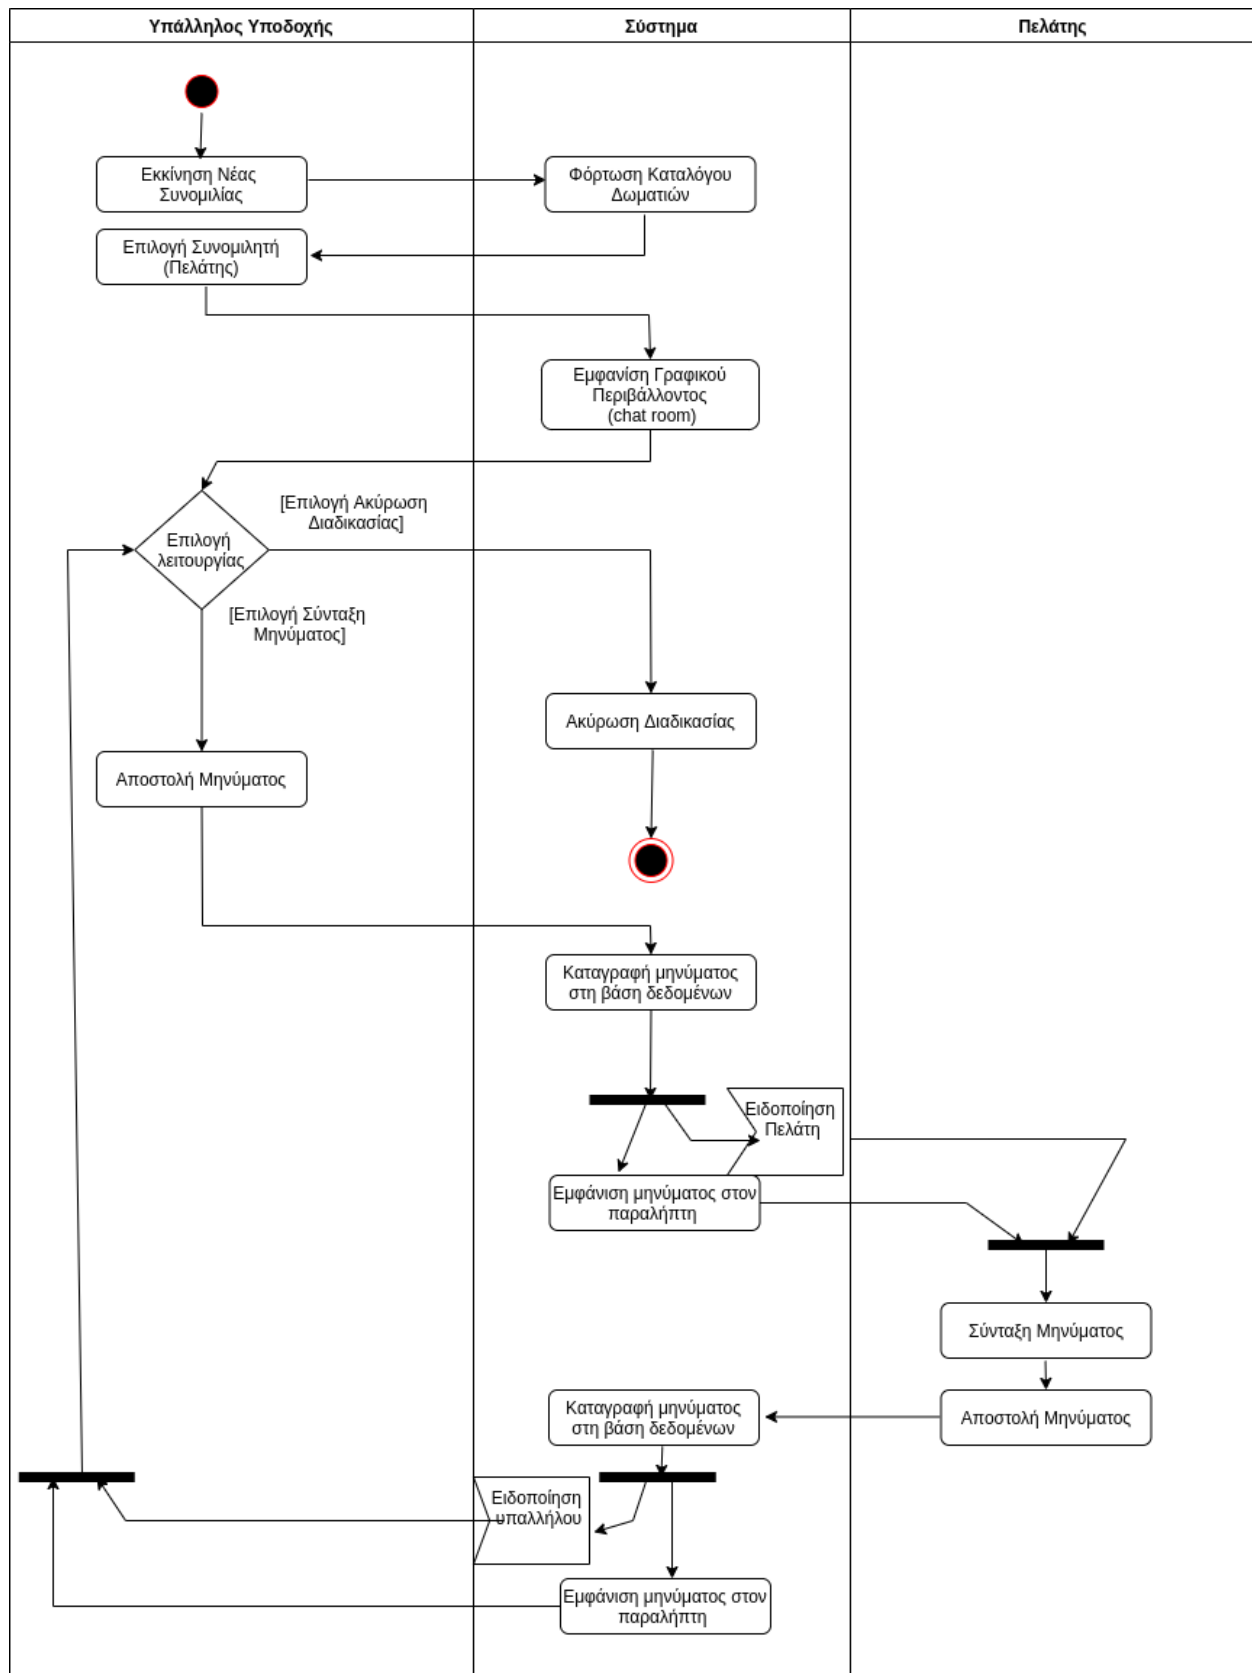 Υπάλληλος Υποδοχής
Σύστημα
Πελάτης
Εκκίνηση Νέας
Συνομιλίας
Φόρτωση Καταλόγου
Δωματιών
Επιλογή Συνομιλητή
(Πελάτης)
Εμφανίση Γραφικού
Περιβάλλοντος
(chat room)
[Επιλογή Ακύρωση
Διαδικασίας]
Επιλογή
λειτουργίας
[Επιλογή Σύνταξη
Μηνύματος]
Ακύρωση Διαδικασίας
Αποστολή Μηνύματος
Καταγραφή μηνύματος
στη βάση δεδομένων
Ειδοποίηση
Πελάτη
Εμφάνιση μηνύματος στον
παραλήπτη
Σύνταξη Μηνύματος
Αποστολή Μηνύματος
Καταγραφή μηνύματος
στη βάση δεδομένων
Ειδοποίηση
υπαλλήλου
Εμφάνιση μηνύματος στον
παραλήπτη